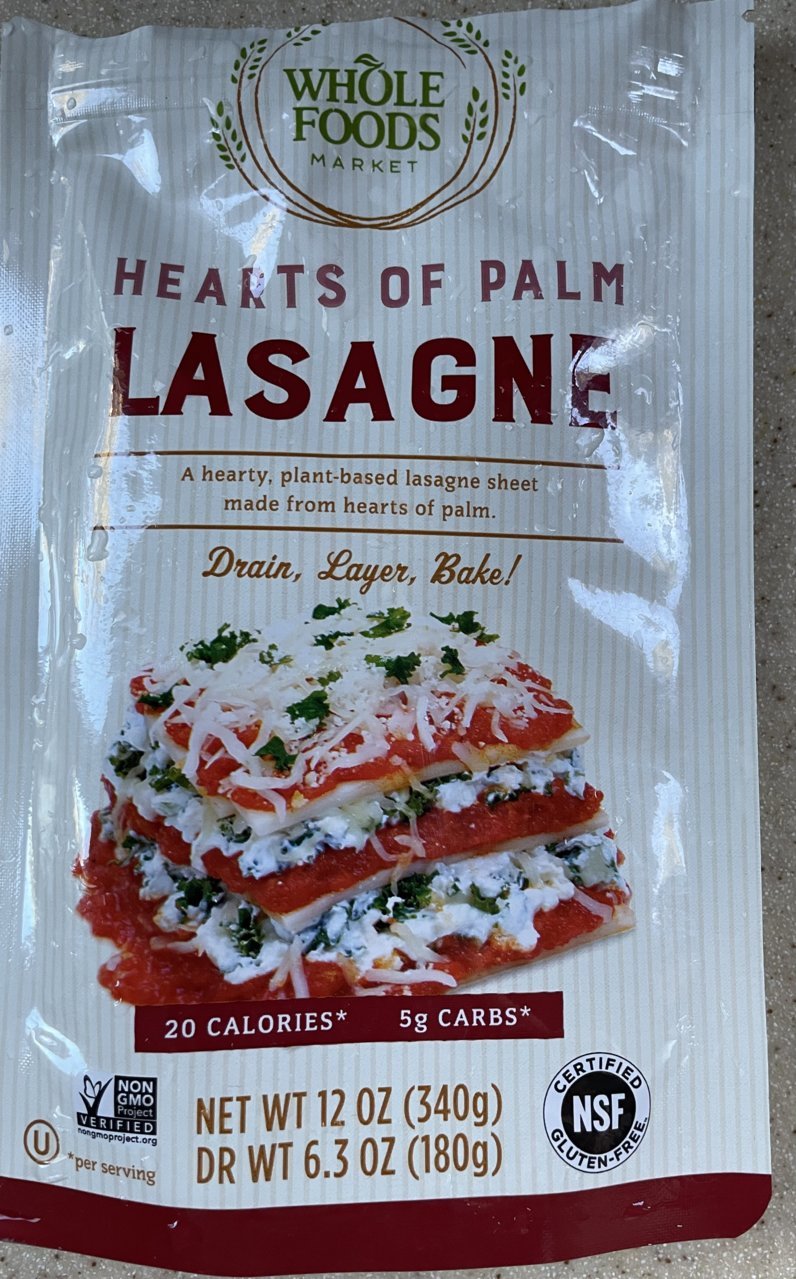 WHOLE
FOODS
MARKET
HEARTS OF PALM
LASAGNE
A hearty, plant-based lasagne sheet
made from hearts of palm.
Drain, Layer, Bake!
20 CALORIES* 5g CARBS*
NON
GMO
Project
VERIFIED
nongmoproject.org
U
*per serving
NET WT 12 OZ (340g)
DR WT 6.3 OZ (180g)
CERTIFIED
NSF
GLUTEN-FREE™